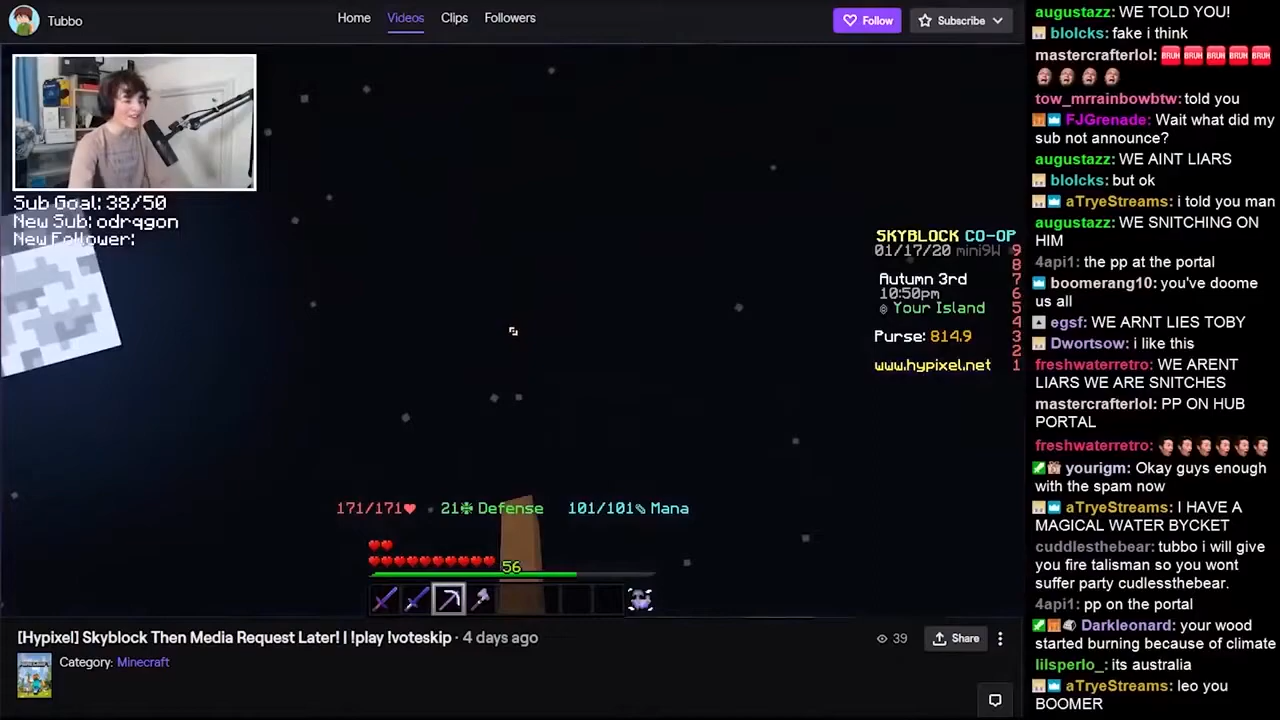 Tubbo
Home Videos Clips Followers
Follow
Subscribe
Sub Goal: 38/50
New Sub: odrqgon
New Follower:
SKYBLOCK CO-OP
01/17/20 mini9W 9
8
Autumn 3rd 7
10:50pm 6
Your Island 5
4
Purse: 814.9 3
2
www.hypixel.net 1
171/171 21 Defense 101/101 Mana
56
[Hypixel] Skyblock Then Media Request Later! | !play !voteskip · 4 days ago
39
Share
Category: Minecraft
augustazz: WE TOLD YOU!
blolcks: fake i think
mastercrafterlol: BRUH BRUH BRUH BRUH BRUH
tow_mrrainbowbtw: told you
FJGrenade: Wait what did my
sub not announce?
augustazz: WE AINT LIARS
blolcks: but ok
aTryeStreams: i told you man
augustazz: WE SNITCHING ON
HIM
4api1: the pp at the portal
boomerang10: you've doome
us all
egsf: WE ARNT LIES TOBY
Dwortsow: i like this
freshwaterretro: WE ARENT
LIARS WE ARE SNITCHES
mastercrafterlol: PP ON HUB
PORTAL
freshwaterretro:
yourigm: Okay guys enough
with the spam now
aTryeStreams: I HAVE A
MAGICAL WATER BYCKET
cuddlesthebear: tubbo i will give
you fire talisman so you wont
suffer party cudlessthebear.
4api1: pp on the portal
Darkleonard: your wood
started burning because of climate
lilsperlo_: its australia
aTryeStreams: leo you
BOOMER